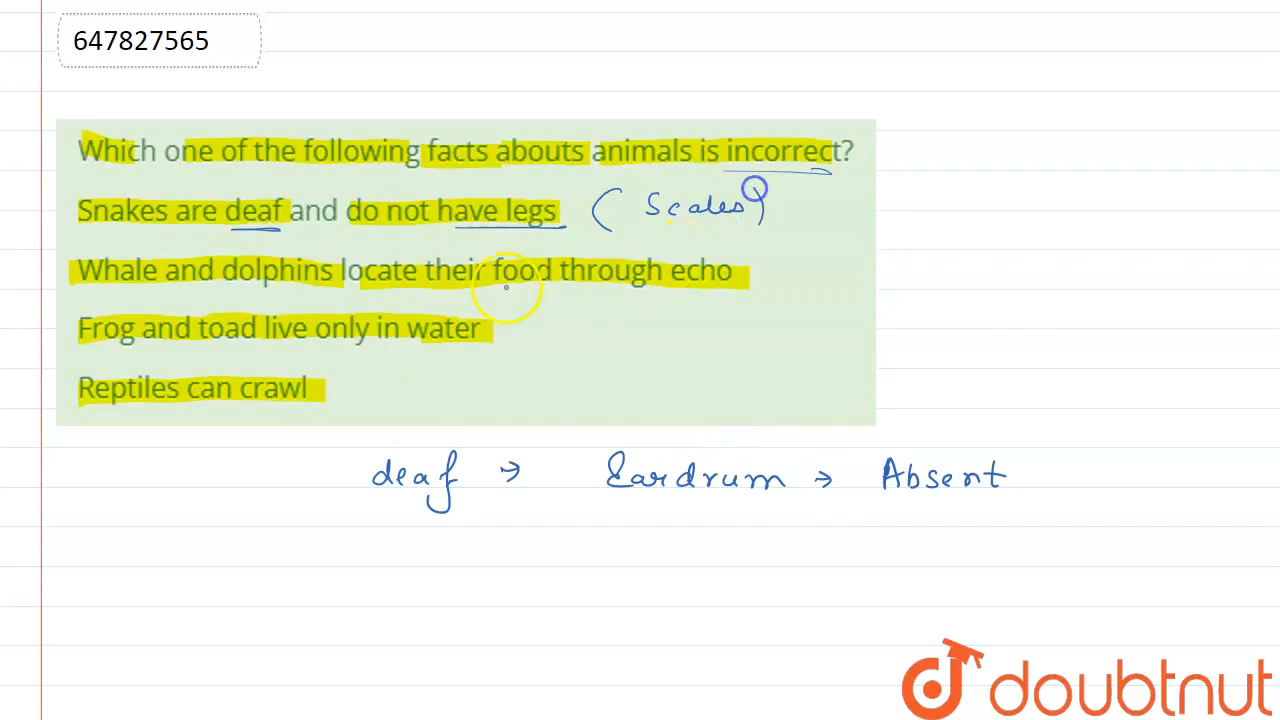 647827565
Which one of the following facts abouts animals is incorrect?
Snakes are deaf and do not have legs (Scales)
Whale and dolphins locate their food through echo
Frog and toad live only in water
Reptiles can crawl
deaf → Eardrum → Absent
doubtnut